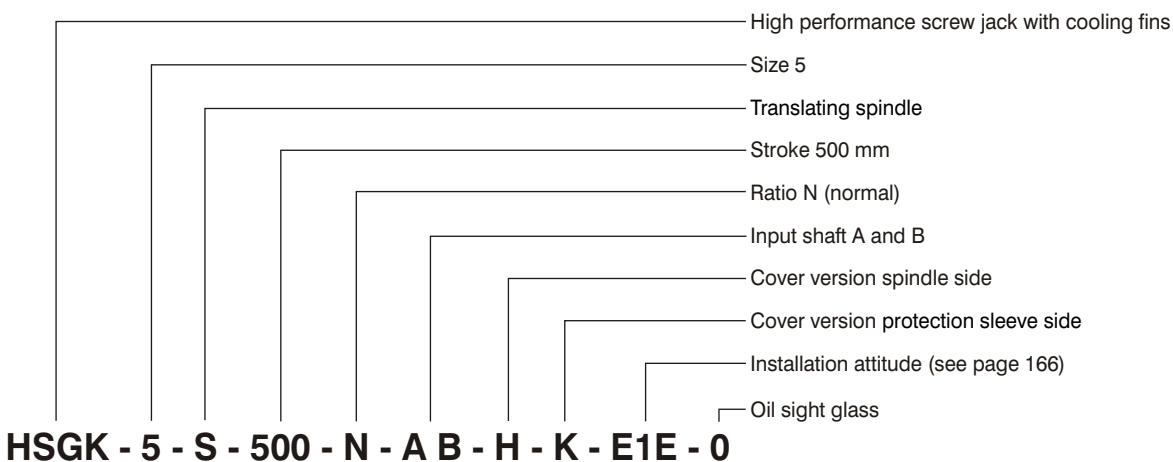 High performance screw jack with cooling fins
Size 5
Translating spindle
Stroke 500 mm
Ratio N (normal)
Input shaft A and B
Cover version spindle side
Cover version protection sleeve side
Installation attitude (see page 166)
Oil sight glass
HSGK - 5 - S - 500 - N - A B - H - K - E1E - 0